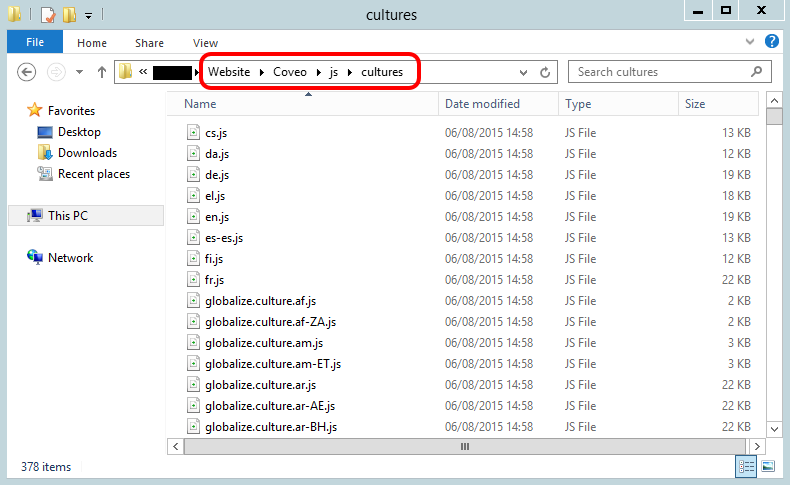 cultures
File Home Share View
« Website Coveo js cultures
Search cultures
Name Date modified Type Size
Favorites
Desktop
Downloads
Recent places
This PC
Network
cs.js 06/08/2015 14:58 JS File 13 KB
da.js 06/08/2015 14:58 JS File 12 KB
de.js 06/08/2015 14:58 JS File 19 KB
el.js 06/08/2015 14:58 JS File 18 KB
en.js 06/08/2015 14:58 JS File 19 KB
es-es.js 06/08/2015 14:58 JS File 13 KB
fi.js 06/08/2015 14:58 JS File 12 KB
fr.js 06/08/2015 14:58 JS File 22 KB
globalize.culture.af.js 06/08/2015 14:58 JS File 2 KB
globalize.culture.af-ZA.js 06/08/2015 14:58 JS File 2 KB
globalize.culture.am.js 06/08/2015 14:58 JS File 3 KB
globalize.culture.am-ET.js 06/08/2015 14:58 JS File 3 KB
globalize.culture.ar.js 06/08/2015 14:58 JS File 22 KB
globalize.culture.ar-AE.js 06/08/2015 14:58 JS File 22 KB
globalize.culture.ar-BH.js 06/08/2015 14:58 JS File 22 KB
378 items